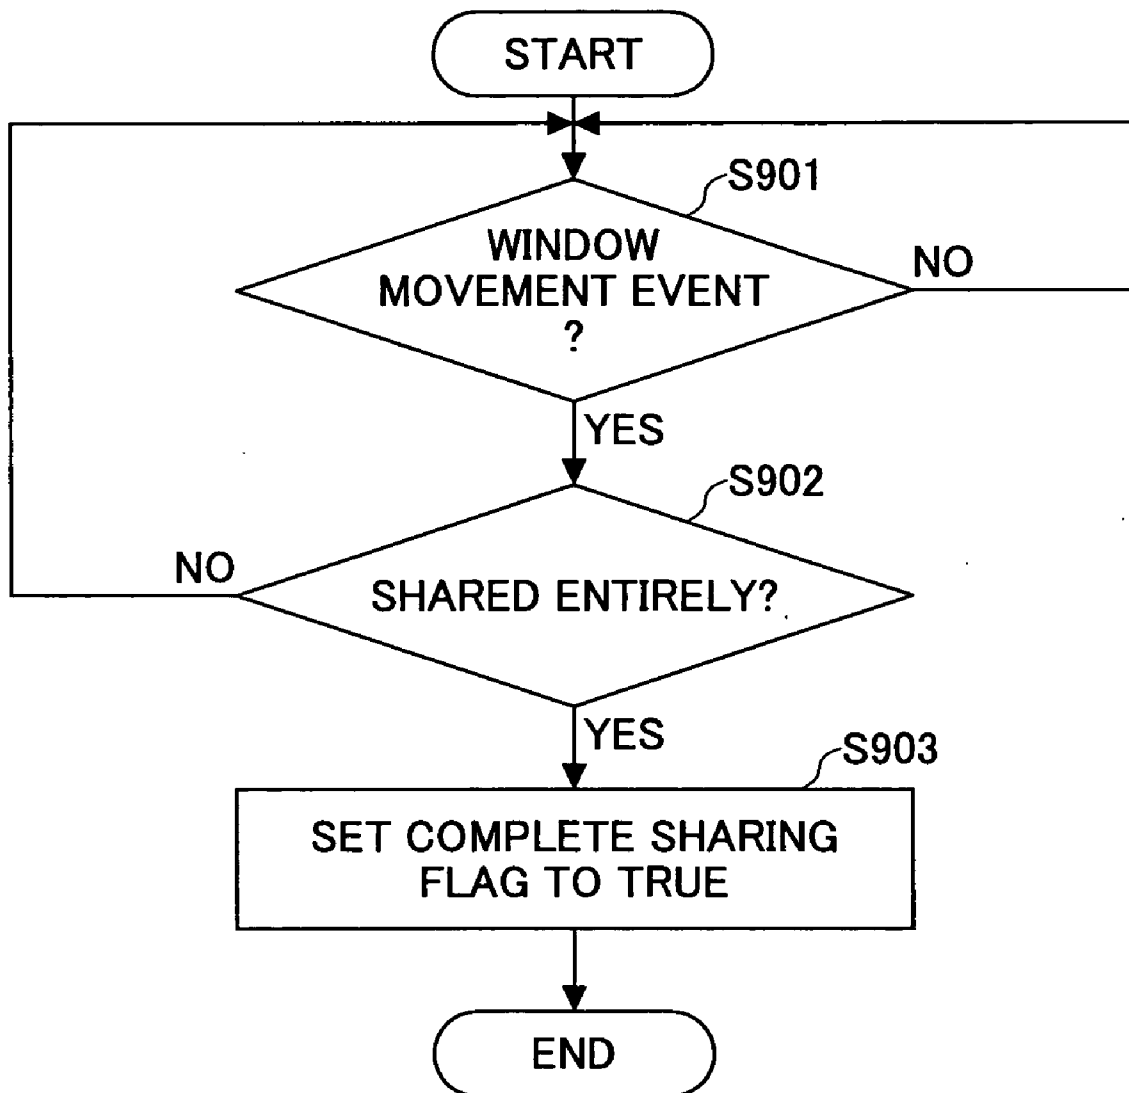 START
S901
WINDOW
MOVEMENT EVENT
?
NO
YES
S902
NO
SHARED ENTIRELY?
YES
S903
SET COMPLETE SHARING
FLAG TO TRUE
END